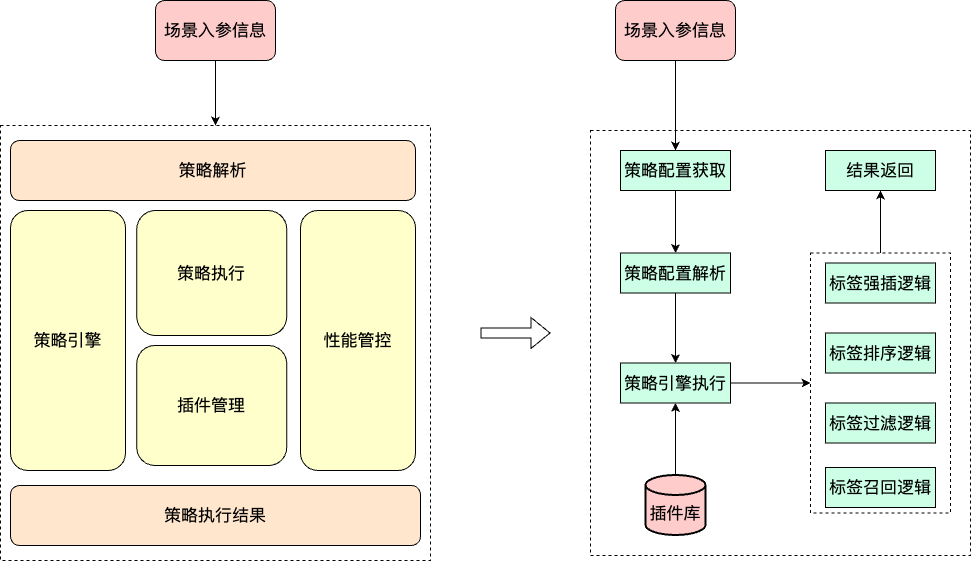 场景入参信息
策略解析
策略引擎
策略执行
插件管理
性能管控
策略执行结果
场景入参信息
策略配置获取
策略配置解析
策略引擎执行
插件库
结果返回
标签强插逻辑
标签排序逻辑
标签过滤逻辑
标签召回逻辑